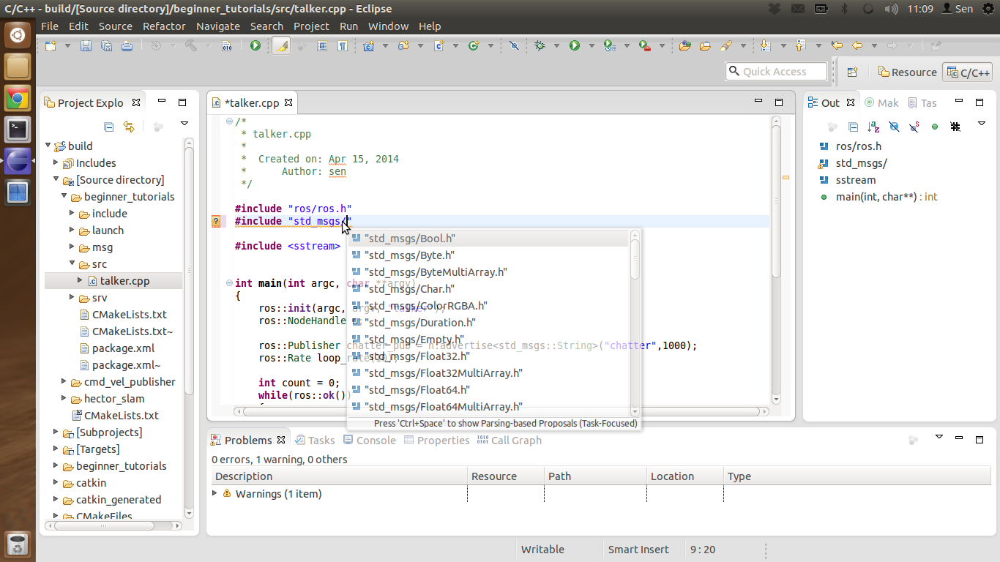 C/C++ - build/[Source directory]/beginner_tutorials/src/talker.cpp - Eclipse
11:09 Sen
File Edit Source Refactor Navigate Search Project Run Window Help
Quick Access
Resource
C/C++
Project Explo
build
Includes
[Source directory]
beginner_tutorials
include
launch
msg
src
talker.cpp
srv
CMakeLists.txt
CMakeLists.txt~
package.xml
package.xml~
cmd_vel_publisher
hector_slam
CMakeLists.txt
[Subprojects]
[Targets]
beginner_tutorials
catkin
catkin_generated
CMakeFiles
*talker.cpp
/*
* talker.cpp
*
* Created on: Apr 15, 2014
* Author: sen
*/
#include "ros/ros.h"
#include "std_msgs/"
#include <sstream>
int main(int argc, char **argv)
{
ros::init(argc, argv, "talker");
ros::NodeHandle
ros::Publisher chatter_pub = n.advertise<std_msgs::String>("chatter",1000);
ros::Rate loop_rate
int count = 0;
while(ros::ok())
{
"std_msgs/Bool.h"
"std_msgs/Byte.h"
"std_msgs/ByteMultiArray.h"
"std_msgs/Char.h"
"std_msgs/ColorRGBA.h"
"std_msgs/Duration.h"
"std_msgs/Empty.h"
"std_msgs/Float32.h"
"std_msgs/Float32MultiArray.h"
"std_msgs/Float64.h"
"std_msgs/Float64MultiArray.h"
Press 'Ctrl+Space' to show Parsing-based Proposals (Task-Focused)
Out Mak Tas
ros/ros.h
std_msgs/
sstream
main(int, char**) : int
Problems Tasks Console Properties Call Graph
0 errors, 1 warning, 0 others
Description Resource Path Location Type
Warnings (1 item)
Writable Smart Insert 9 : 20